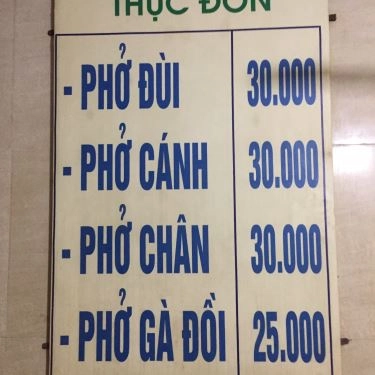 THỰC ĐƠN
- PHỞ ĐÙI 30.000
- PHỞ CÁNH 30.000
- PHỞ CHÂN 30.000
- PHỞ GÀ ĐỒI 25.000